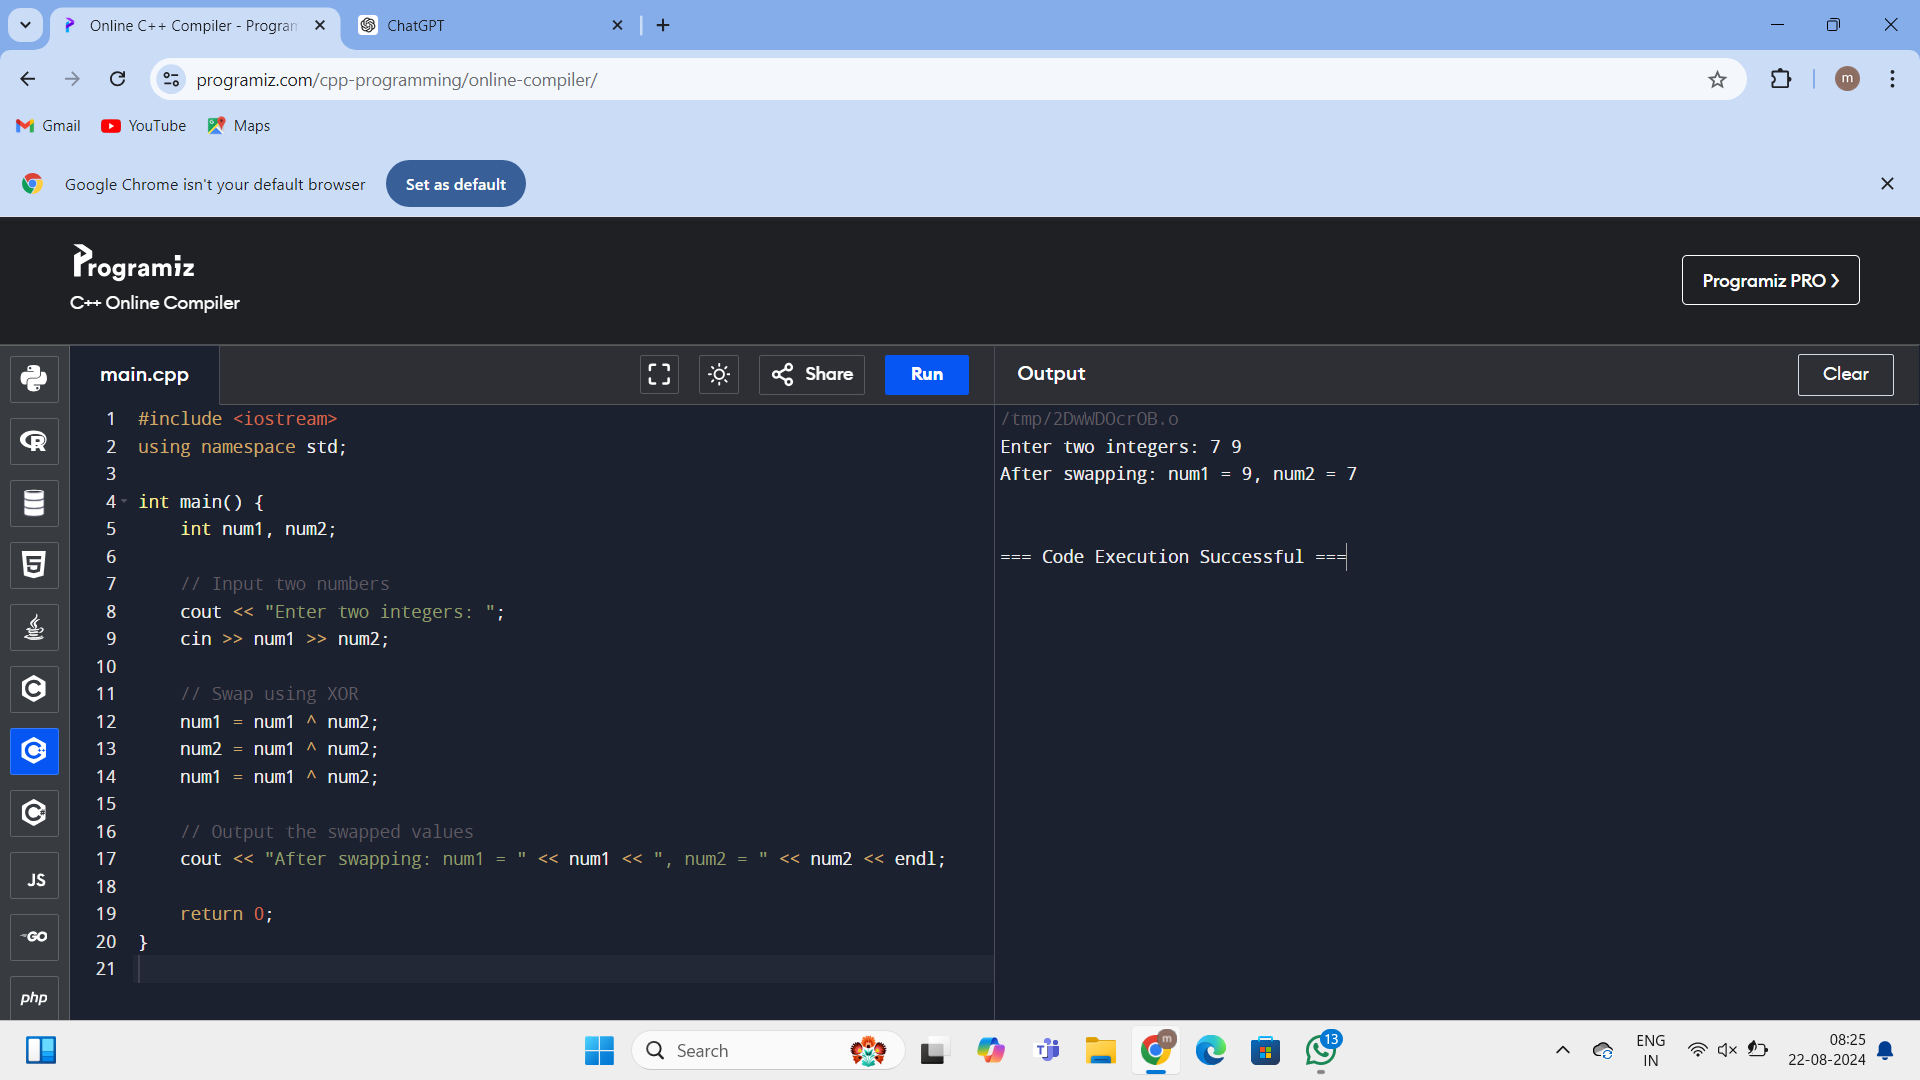 Online C++ Compiler - Program
ChatGPT
programiz.com/cpp-programming/online-compiler/
m
Gmail
YouTube
Maps
Google Chrome isn't your default browser
Set as default
Programiz
C++ Online Compiler
Programiz PRO
main.cpp
Share
Run
Output
Clear
1 #include <iostream>
2 using namespace std;
3
4 int main() {
5     int num1, num2;
6
7     // Input two numbers
8     cout << "Enter two integers: ";
9     cin >> num1 >> num2;
10
11     // Swap using XOR
12     num1 = num1 ^ num2;
13     num2 = num1 ^ num2;
14     num1 = num1 ^ num2;
15
16     // Output the swapped values
17     cout << "After swapping: num1 = " << num1 << ", num2 = " << num2 << endl;
18
19     return 0;
20 }
21
/tmp/2DwWDOcrOB.o
Enter two integers: 7 9
After swapping: num1 = 9, num2 = 7
=== Code Execution Successful ===
R
5
C
C
C
JS
GO
php
Search
m
13
ENG
IN
08:25
22-08-2024